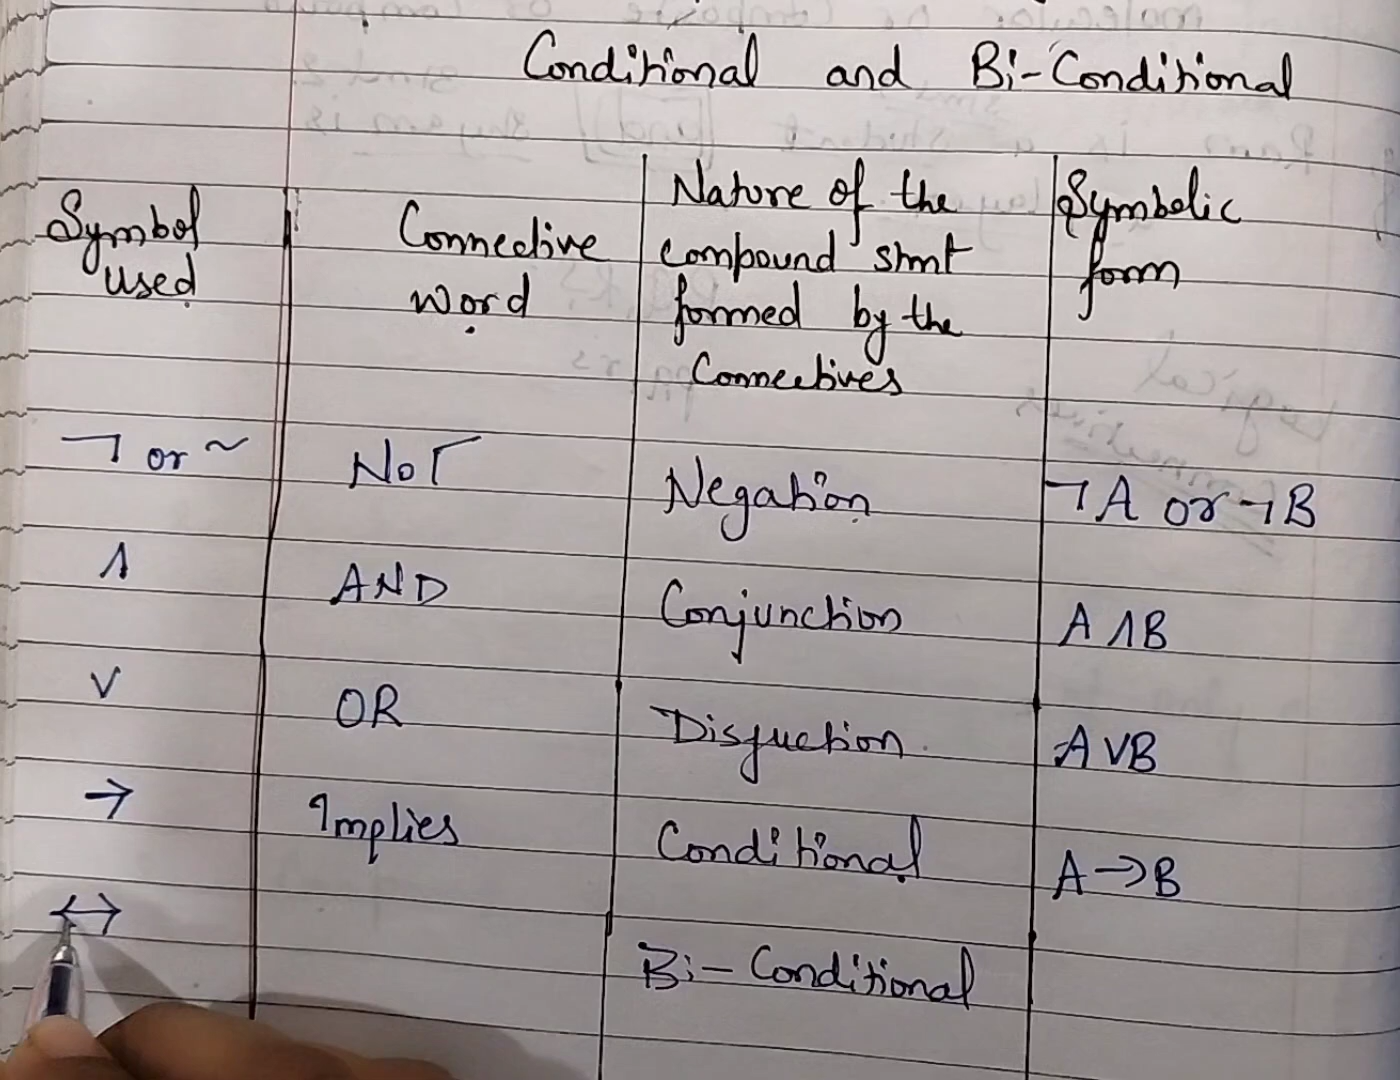 Conditional and Bi-Conditional
Symbol used
Connective word
Nature of the compound stmt formed by the Connectives
Symbolic form
¬ or ~ NOT Negation ¬A or ¬B
∧ AND Conjunction A∧B
∨ OR Disjuction A∨B
→ Implies Conditional A→B
↔ Bi-Conditional